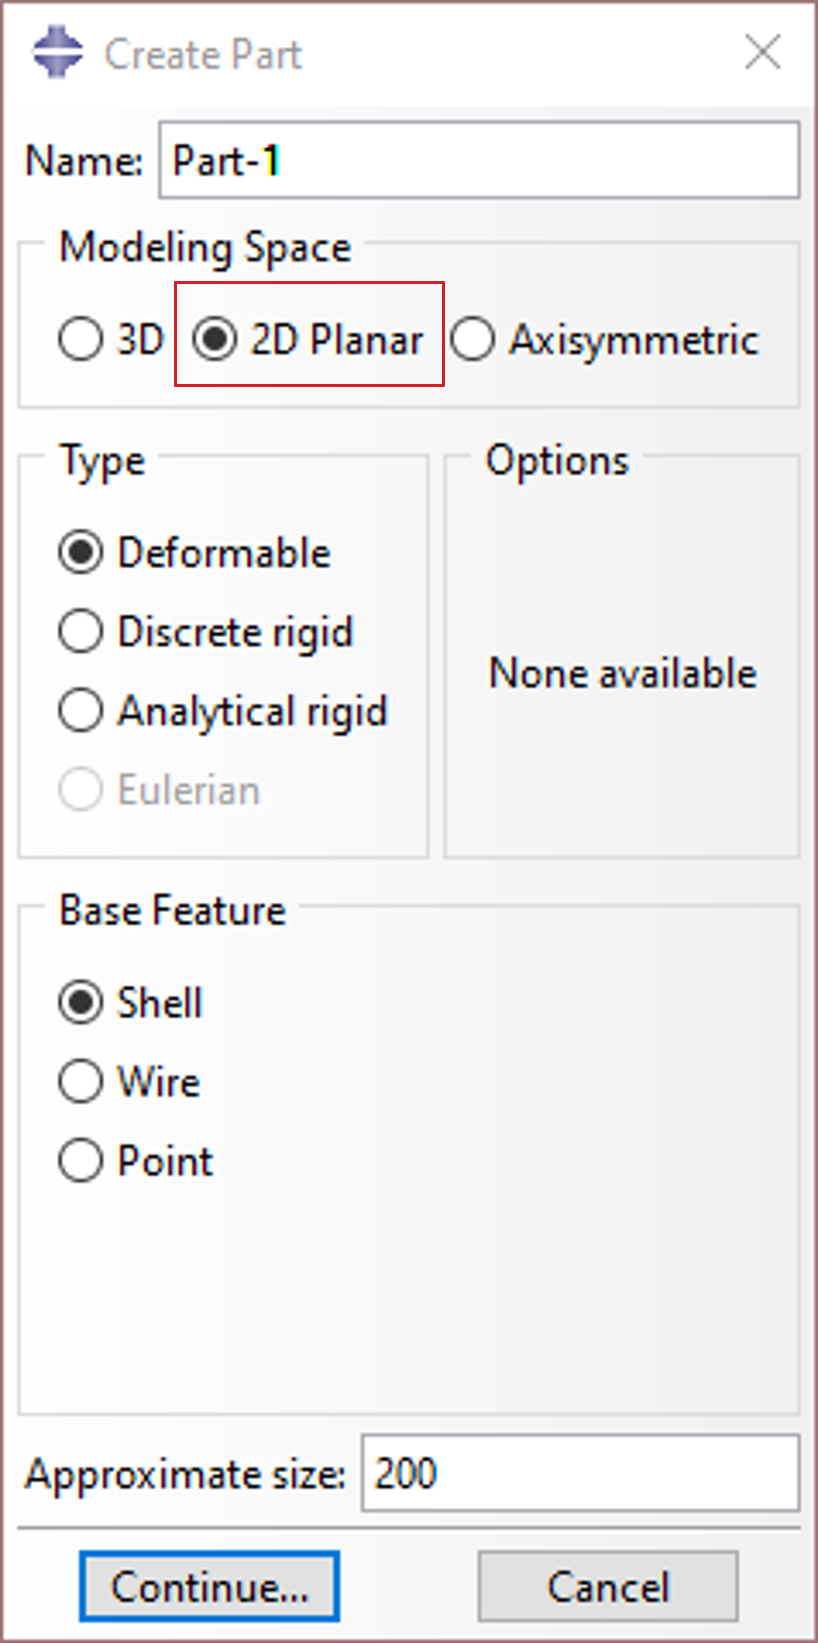 Create Part
Name: Part-1
Modeling Space
3D 2D Planar Axisymmetric
Type
Deformable
Discrete rigid
Analytical rigid
Eulerian
Options
None available
Base Feature
Shell
Wire
Point
Approximate size: 200
Continue... Cancel